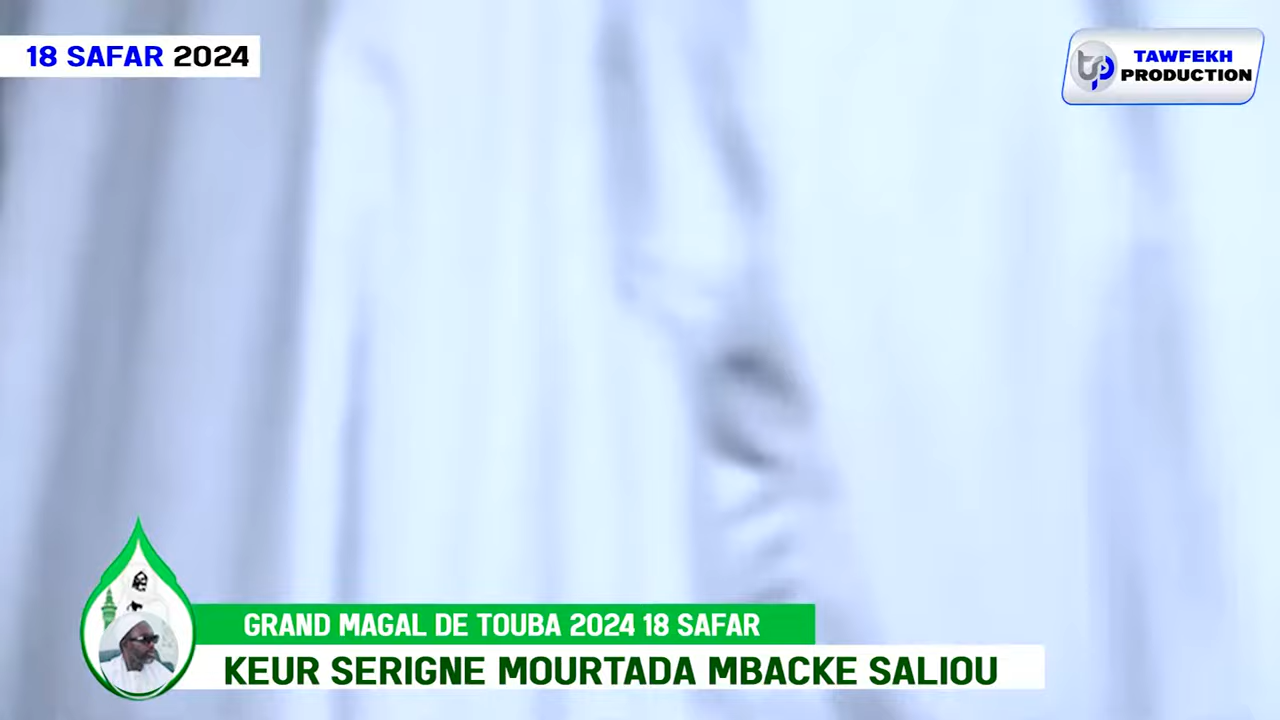 18 SAFAR 2024
TAWFEKH
PRODUCTION
GRAND MAGAL DE TOUBA 2024 18 SAFAR
KEUR SERIGNE MOURTADA MBACKE SALIOU